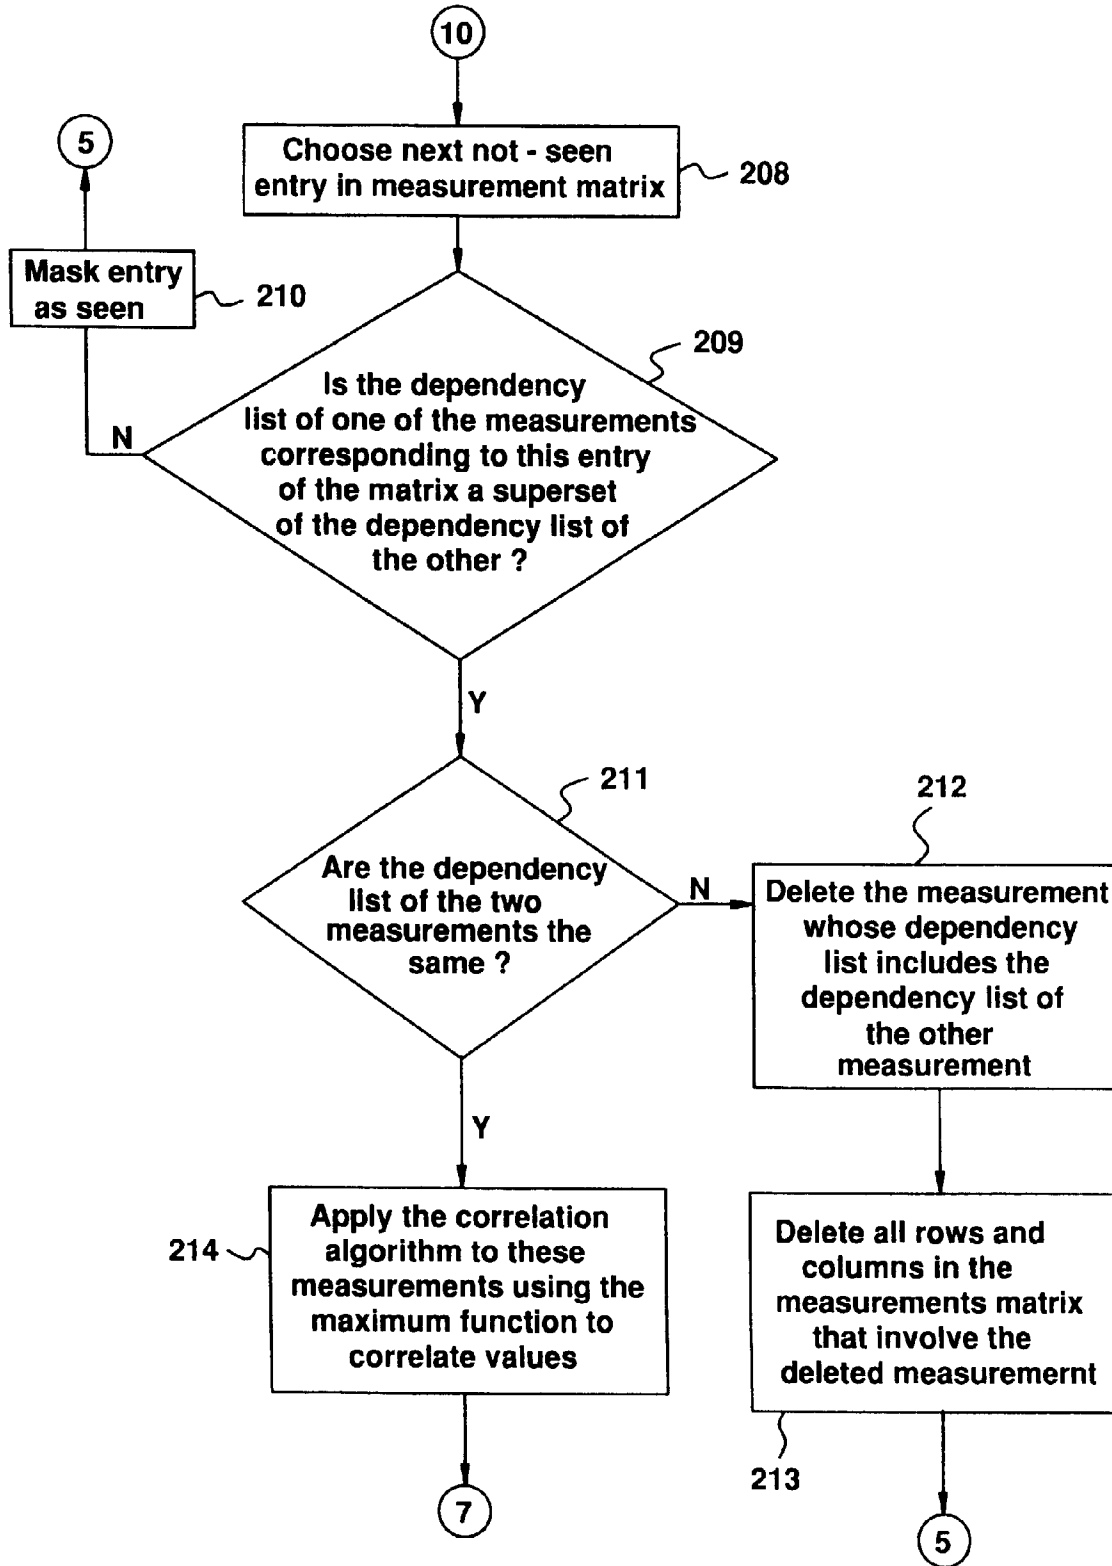 10
5
Choose next not - seen
entry in measurement matrix
208
Mask entry
as seen
210
209
Is the dependency
list of one of the measurements
corresponding to this entry
of the matrix a superset
of the dependency list of
the other ?
N
Y
211
212
Are the dependency
list of the two
measurements the
same ?
N
Delete the measurement
whose dependency
list includes the
dependency list of
the other
measurement
Y
214
Apply the correlation
algorithm to these
measurements using the
maximum function to
correlate values
Delete all rows and
columns in the
measurements matrix
that involve the
deleted measuremernt
213
7
5